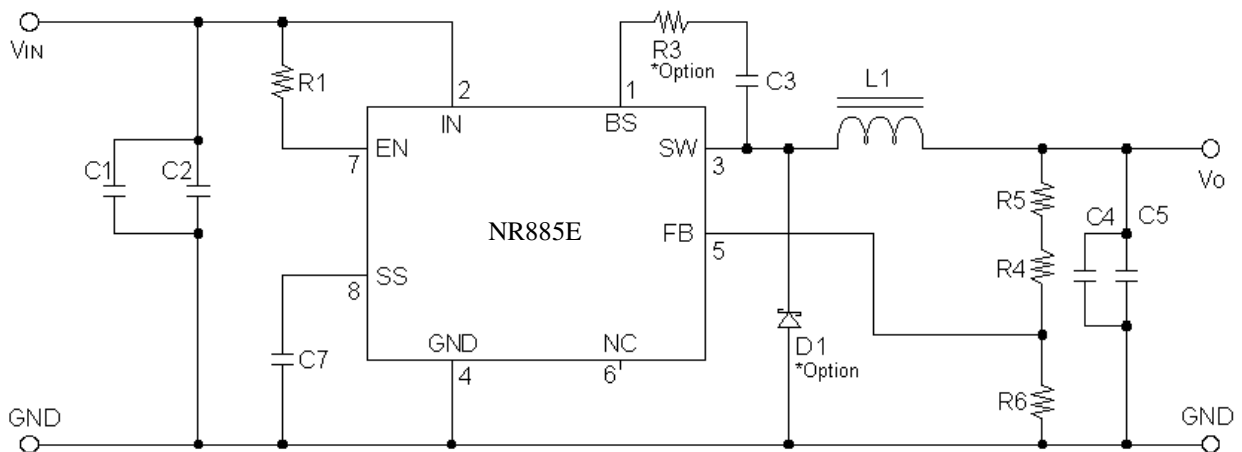 VIN
R1
R3
*Option
C3
L1
2
1
IN
BS
EN
7
SW
3
Vo
C1
C2
NR885E
FB
5
R5
C4
C5
R4
SS
8
GND
4
NC
6
C7
D1
*Option
R6
GND
GND